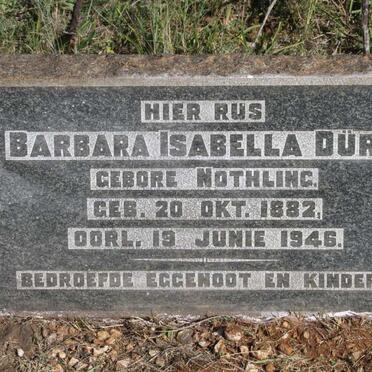 HIER RUS
BARBARA ISABELLA DÜR
GEBORE NOTHLING.
GEB. 20 OKT. 1882,
OORL. 19 JUNIE 1946.
BEDROEFDE EGGENOOT EN KINDER